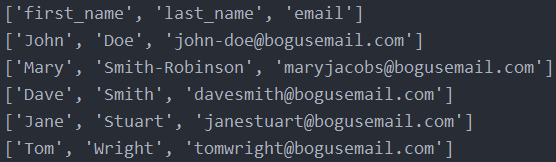 ['first_name', 'last_name', 'email']
['John', 'Doe', 'john-doe@bogusemail.com']
['Mary', 'Smith-Robinson', 'maryjacobs@bogusemail.com']
['Dave', 'Smith', 'davesmith@bogusemail.com']
['Jane', 'Stuart', 'janestuart@bogusemail.com']
['Tom', 'Wright', 'tomwright@bogusemail.com']